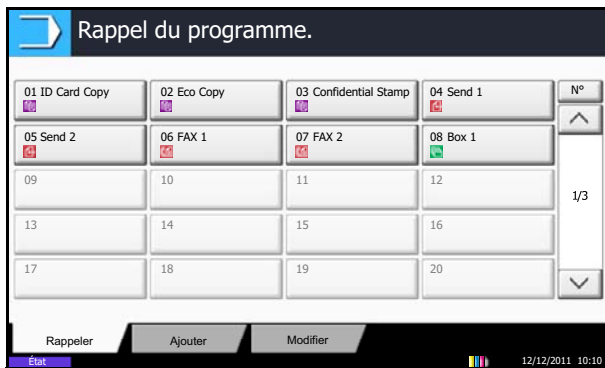 Rappel du programme.
01 ID Card Copy 02 Eco Copy 03 Confidential Stamp 04 Send 1 N°
05 Send 2 06 FAX 1 07 FAX 2 08 Box 1
09 10 11 12
1/3
13 14 15 16
17 18 19 20
Rappeler Ajouter Modifier
État 12/12/2011 10:10